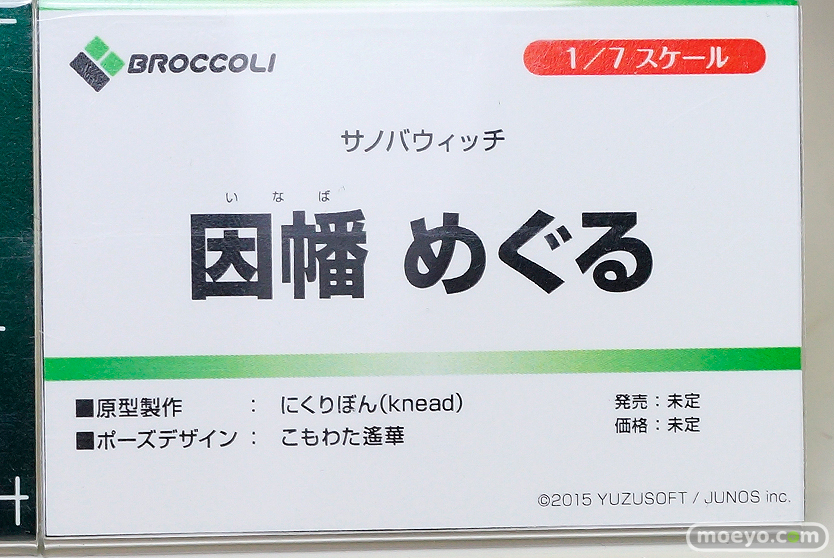 BROCCOLI
1/7 スケール
サノバウィッチ
いなば
因幡 めぐる
■原型製作 : にくりぼん(knead)
■ポーズデザイン : こもわた遙華
発売：未定
価格：未定
©2015 YUZUSOFT / JUNOS inc.
moeyo.com